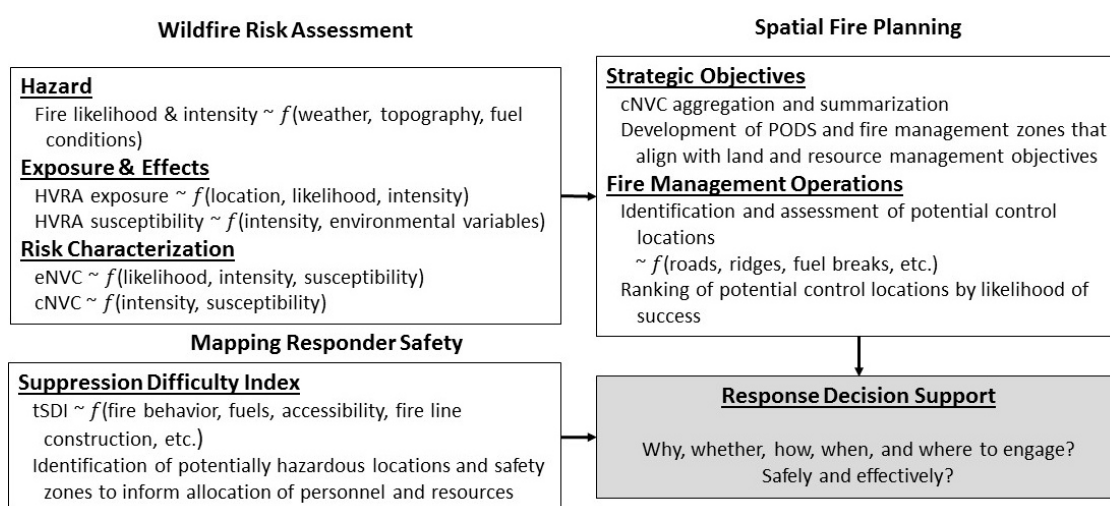 Wildfire Risk Assessment
Hazard
Fire likelihood & intensity ~ f(weather, topography, fuel
conditions)
Exposure & Effects
HVRA exposure ~ f(location, likelihood, intensity)
HVRA susceptibility ~ f(intensity, environmental variables)
Risk Characterization
eNVC ~ f(likelihood, intensity, susceptibility)
cNVC ~ f(intensity, susceptibility)
Mapping Responder Safety
Suppression Difficulty Index
tSDI ~ f(fire behavior, fuels, accessibility, fire line
construction, etc.)
Identification of potentially hazardous locations and safety
zones to inform allocation of personnel and resources
Spatial Fire Planning
Strategic Objectives
cNVC aggregation and summarization
Development of PODS and fire management zones that
align with land and resource management objectives
Fire Management Operations
Identification and assessment of potential control
locations
~ f(roads, ridges, fuel breaks, etc.)
Ranking of potential control locations by likelihood of
success
Response Decision Support
Why, whether, how, when, and where to engage?
Safely and effectively?